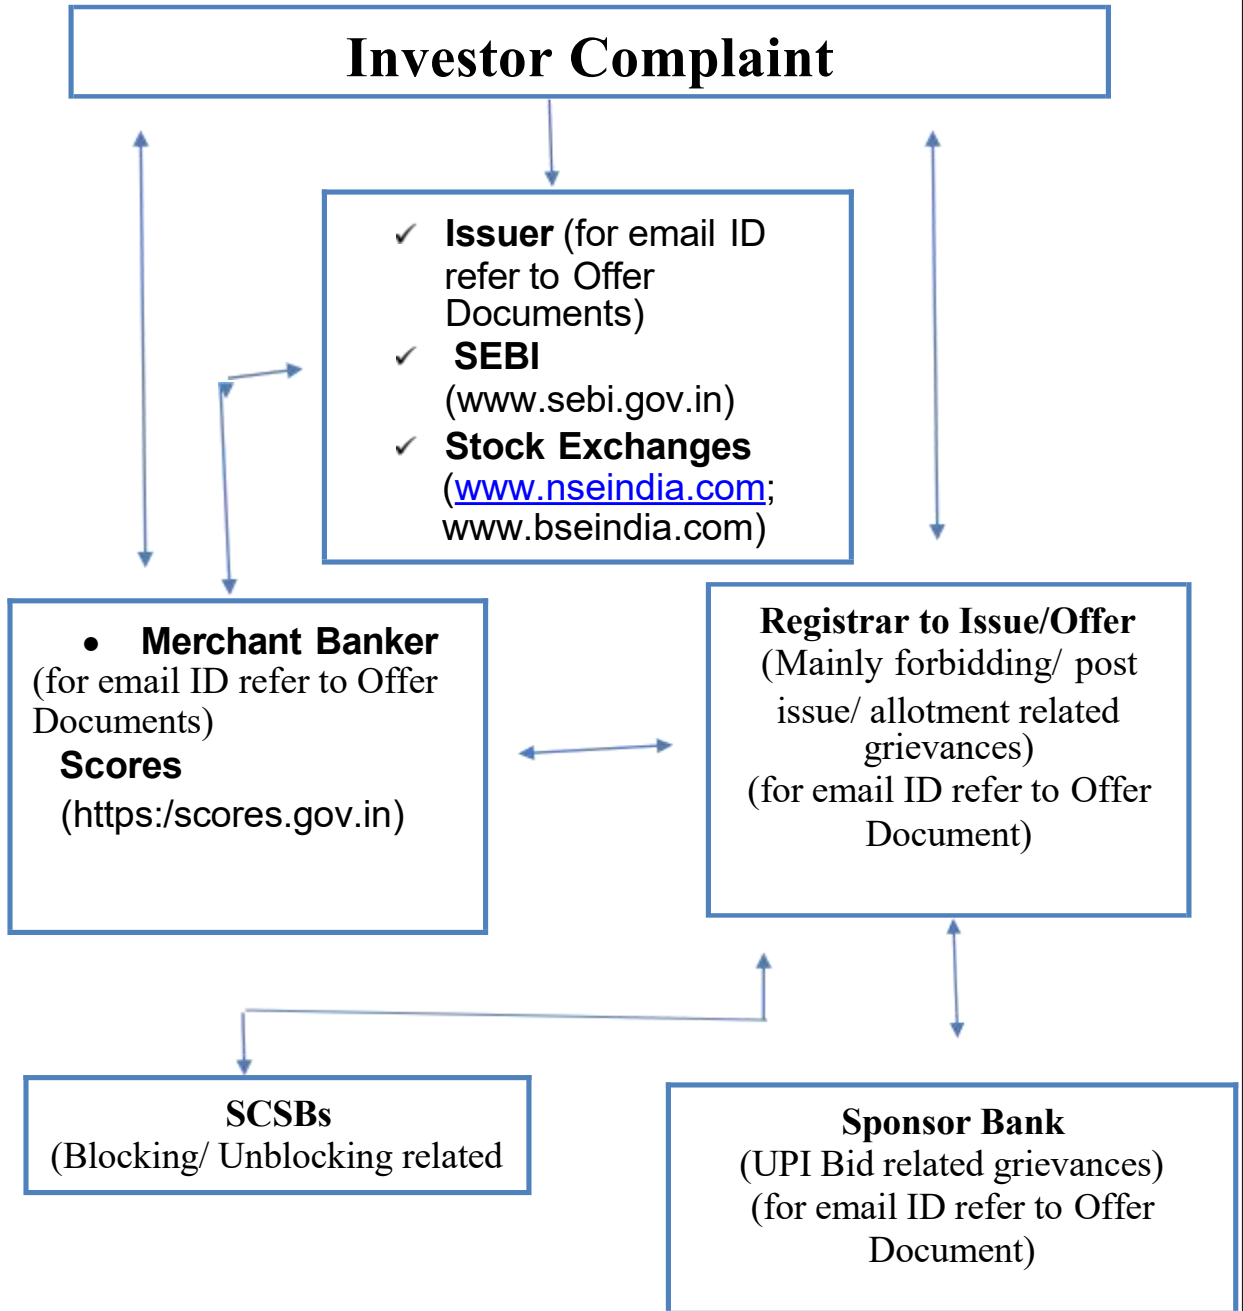 Investor Complaint
✓ Issuer (for email ID
refer to Offer
Documents)
✓ SEBI
(www.sebi.gov.in)
✓ Stock Exchanges
(www.nseindia.com;
www.bseindia.com)
● Merchant Banker
(for email ID refer to Offer
Documents)
Scores
(https:/scores.gov.in)
Registrar to Issue/Offer
(Mainly forbidding/ post
issue/ allotment related
grievances)
(for email ID refer to Offer
Document)
SCSBs
(Blocking/ Unblocking related
Sponsor Bank
(UPI Bid related grievances)
(for email ID refer to Offer
Document)